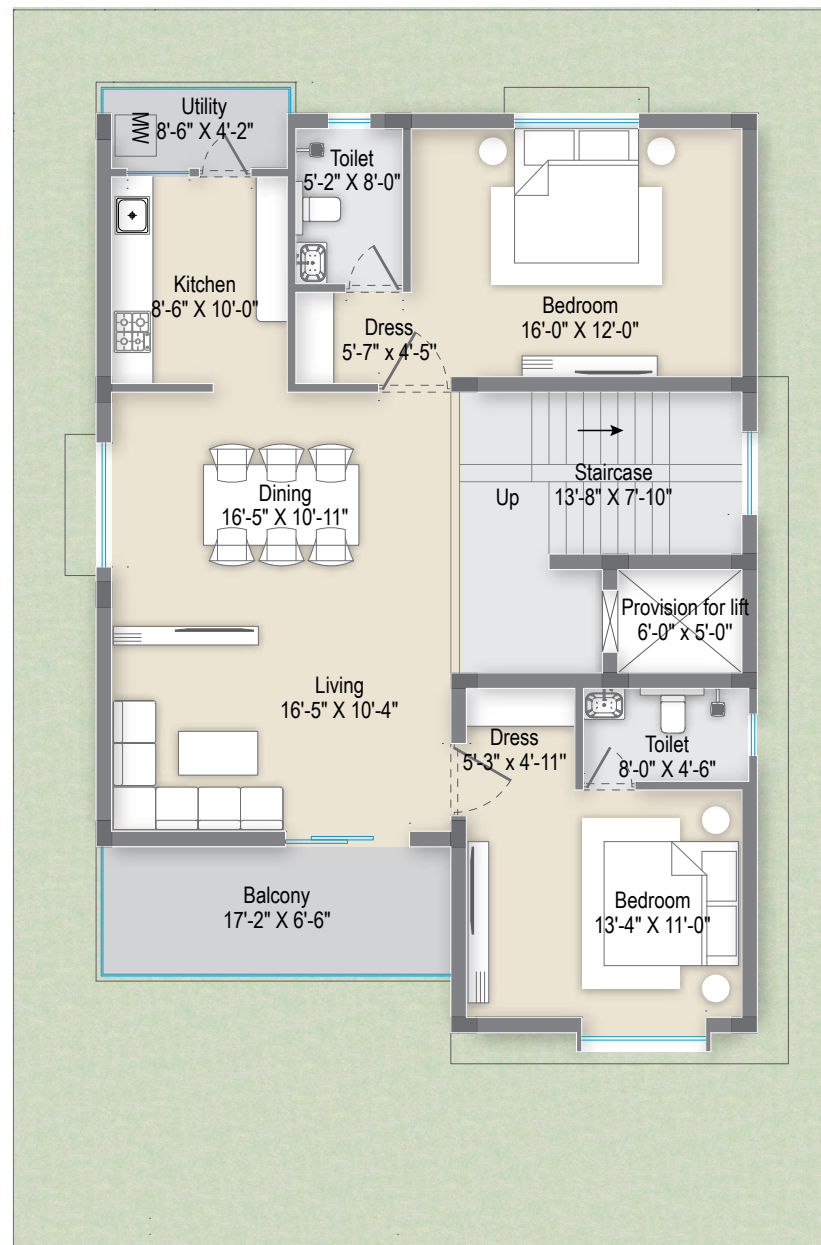 Utility
8'-6" X 4'-2"
MW
Toilet
5'-2" X 8'-0"
Kitchen
8'-6" X 10'-0"
Bedroom
16'-0" X 12'-0"
Dress
5'-7" x 4'-5"
Dining
16'-5" X 10'-11"
Up
Staircase
13'-8" X 7'-10"
Provision for lift
6'-0" x 5'-0"
Living
16'-5" X 10'-4"
Dress
5'-3" x 4'-11"
Toilet
8'-0" X 4'-6"
Balcony
17'-2" X 6'-6"
Bedroom
13'-4" X 11'-0"